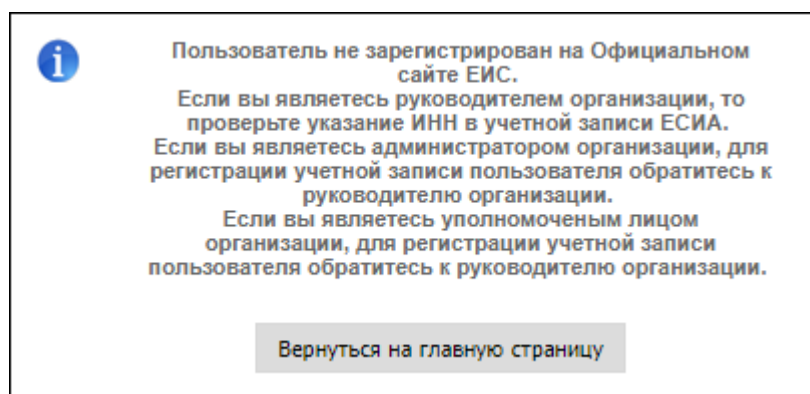 Пользователь не зарегистрирован на Официальном
сайте ЕИС.
Если вы являетесь руководителем организации, то
проверьте указание ИНН в учетной записи ЕСИА.
Если вы являетесь администратором организации, для
регистрации учетной записи пользователя обратитесь к
руководителю организации.
Если вы являетесь уполномоченым лицом
организации, для регистрации учетной записи
пользователя обратитесь к руководителю организации.
Вернуться на главную страницу